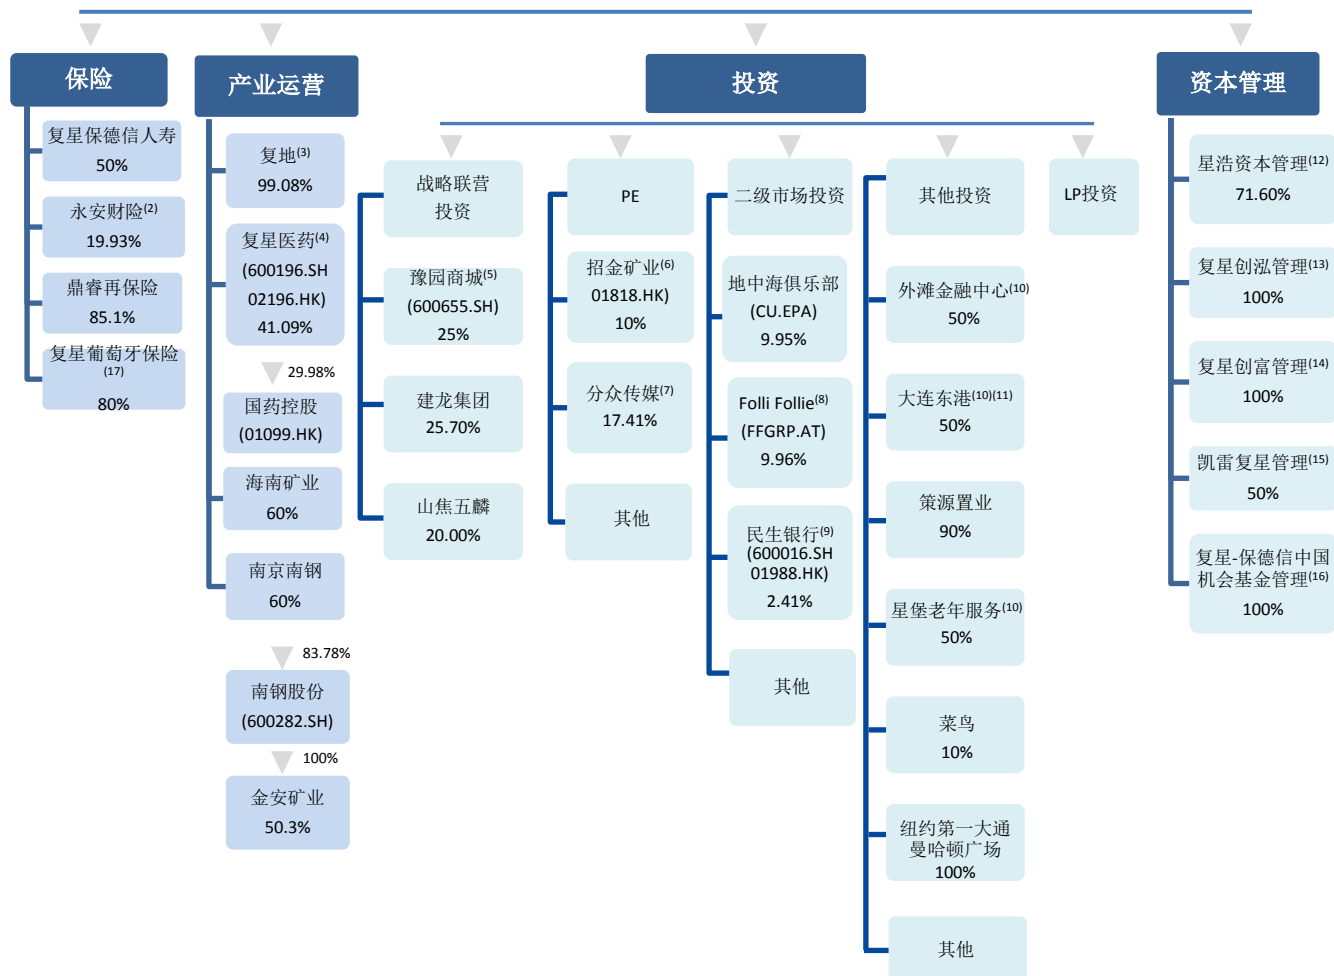 保险
复星保德信人寿
50%
永安财险(2)
19.93%
鼎睿再保险
85.1%
复星葡萄牙保险
(17)
80%
产业运营
复地(3)
99.08%
复星医药(4)
(600196.SH
02196.HK)
41.09%
29.98%
国药控股
(01099.HK)
海南矿业
60%
南京南钢
60%
83.78%
南钢股份
(600282.SH)
100%
金安矿业
50.3%
投资
战略联营
投资
豫园商城(5)
(600655.SH)
25%
建龙集团
25.70%
山焦五麟
20.00%
PE
招金矿业(6)
01818.HK)
10%
分众传媒(7)
17.41%
其他
二级市场投资
地中海俱乐部
(CU.EPA)
9.95%
Folli Follie(8)
(FFGRP.AT)
9.96%
民生银行(9)
(600016.SH
01988.HK)
2.41%
其他
其他投资
外滩金融中心(10)
50%
大连东港(10)(11)
50%
策源置业
90%
星堡老年服务(10)
50%
菜鸟
10%
纽约第一大通
曼哈顿广场
100%
其他
LP投资
资本管理
星浩资本管理(12)
71.60%
复星创泓管理(13)
100%
复星创富管理(14)
100%
凯雷复星管理(15)
50%
复星-保德信中国
机会基金管理(16)
100%